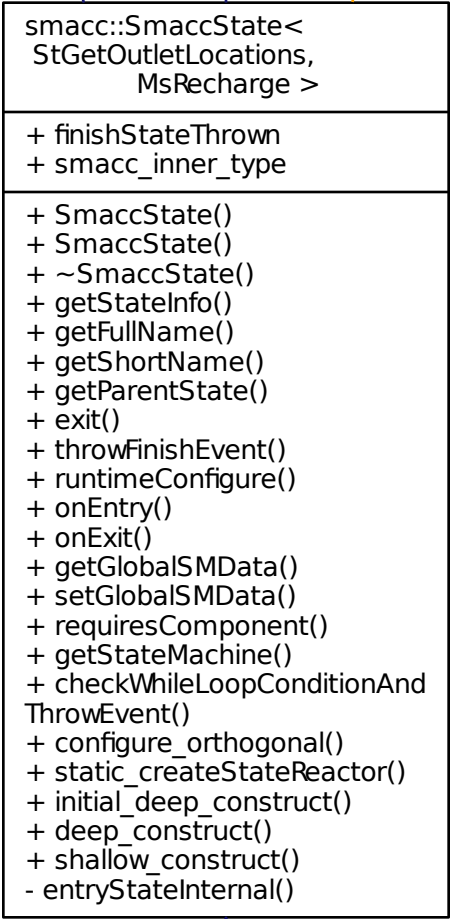 smacc::SmaccState<
StGetOutletLocations,
MsRecharge >
+ finishStateThrown
+ smacc_inner_type
+ SmaccState()
+ SmaccState()
+ ~SmaccState()
+ getStateInfo()
+ getFullName()
+ getShortName()
+ getParentState()
+ exit()
+ throwFinishEvent()
+ runtimeConfigure()
+ onEntry()
+ onExit()
+ getGlobalSMData()
+ setGlobalSMData()
+ requiresComponent()
+ getStateMachine()
+ checkWhileLoopConditionAnd
ThrowEvent()
+ configure_orthogonal()
+ static_createStateReactor()
+ initial_deep_construct()
+ deep_construct()
+ shallow_construct()
- entryStateInternal()